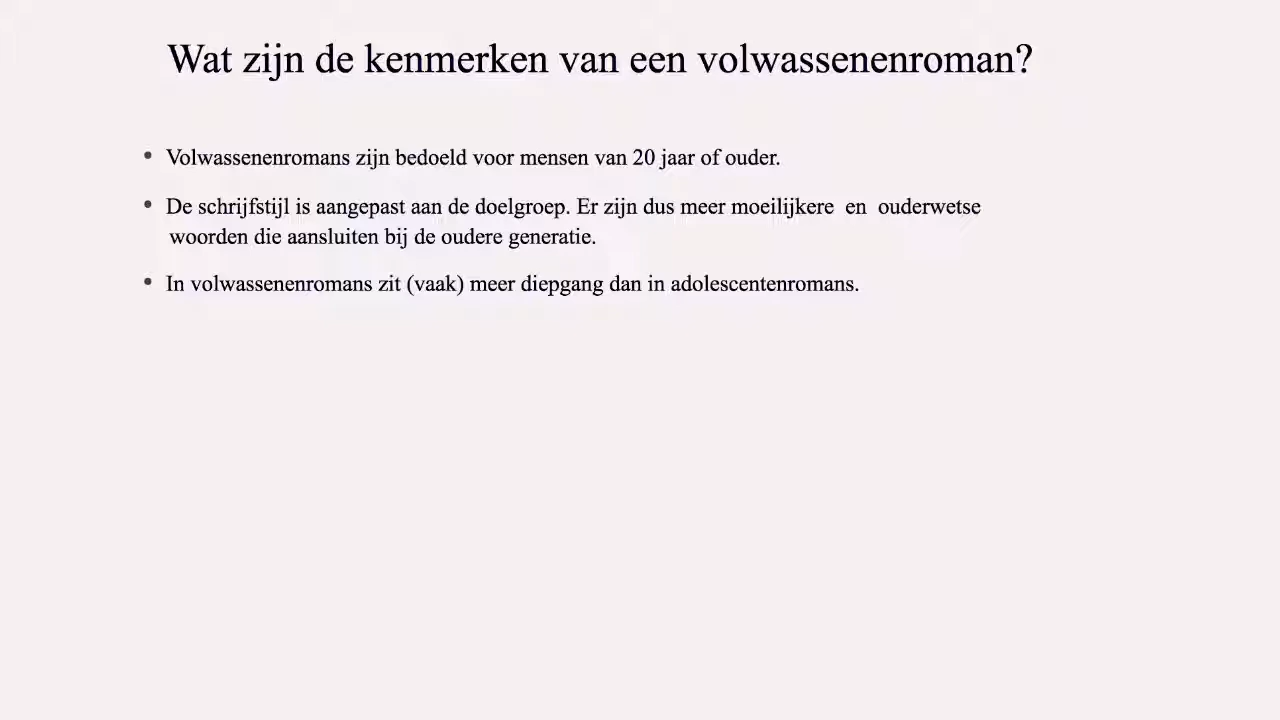 Wat zijn de kenmerken van een volwassenenroman?
• Volwassenenromans zijn bedoeld voor mensen van 20 jaar of ouder.
• De schrijfstijl is aangepast aan de doelgroep. Er zijn dus meer moeilijkere  en  ouderwetse
woorden die aansluiten bij de oudere generatie.
• In volwassenenromans zit (vaak) meer diepgang dan in adolescentenromans.